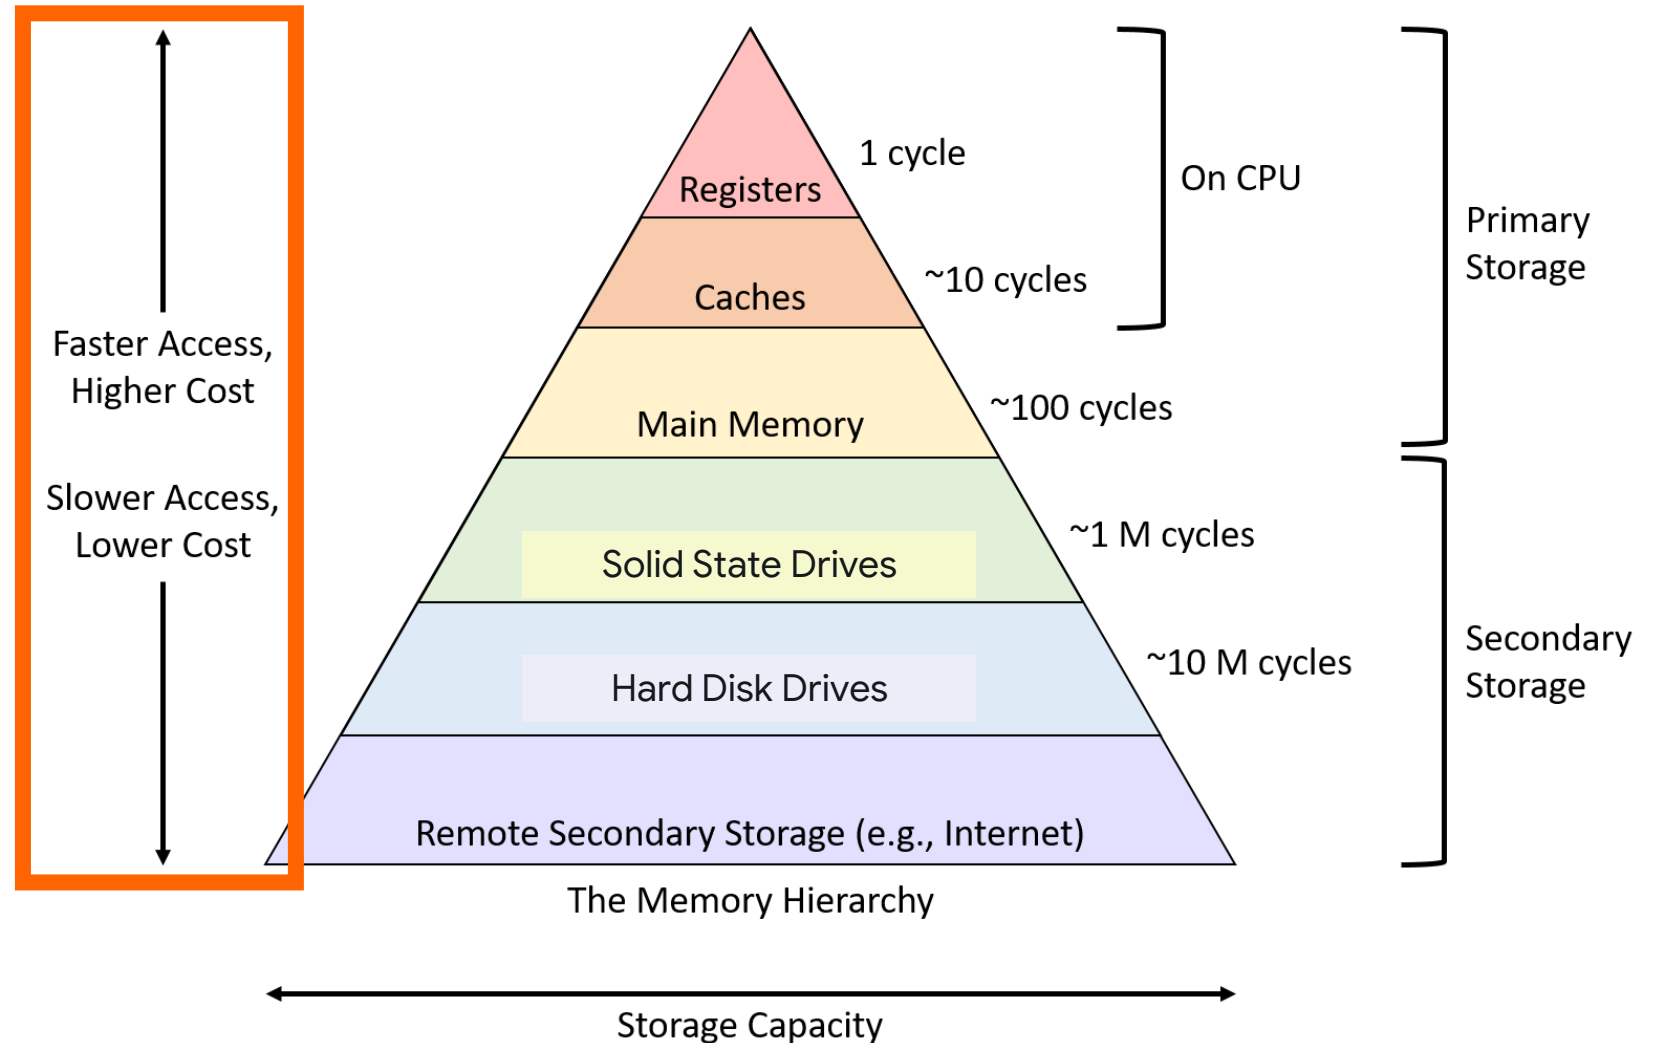 1 cycle
Registers
On CPU
Primary
Storage
~10 cycles
Caches
Faster Access,
Higher Cost
~100 cycles
Main Memory
Slower Access,
Lower Cost
~1 M cycles
Solid State Drives
~10 M cycles
Hard Disk Drives
Secondary
Storage
Remote Secondary Storage (e.g., Internet)
The Memory Hierarchy
Storage Capacity